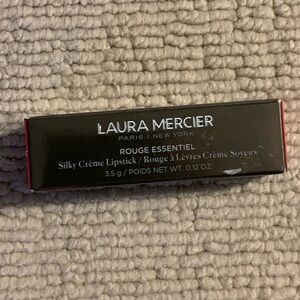 LAURA MERCIER
PARIS | NEW YORK
ROUGE ESSENTIEL
Silky Crème Lipstick / Rouge à Lèvres Crème Soyeux
3.5 g / POIDS NET WT. 0.12 OZ.